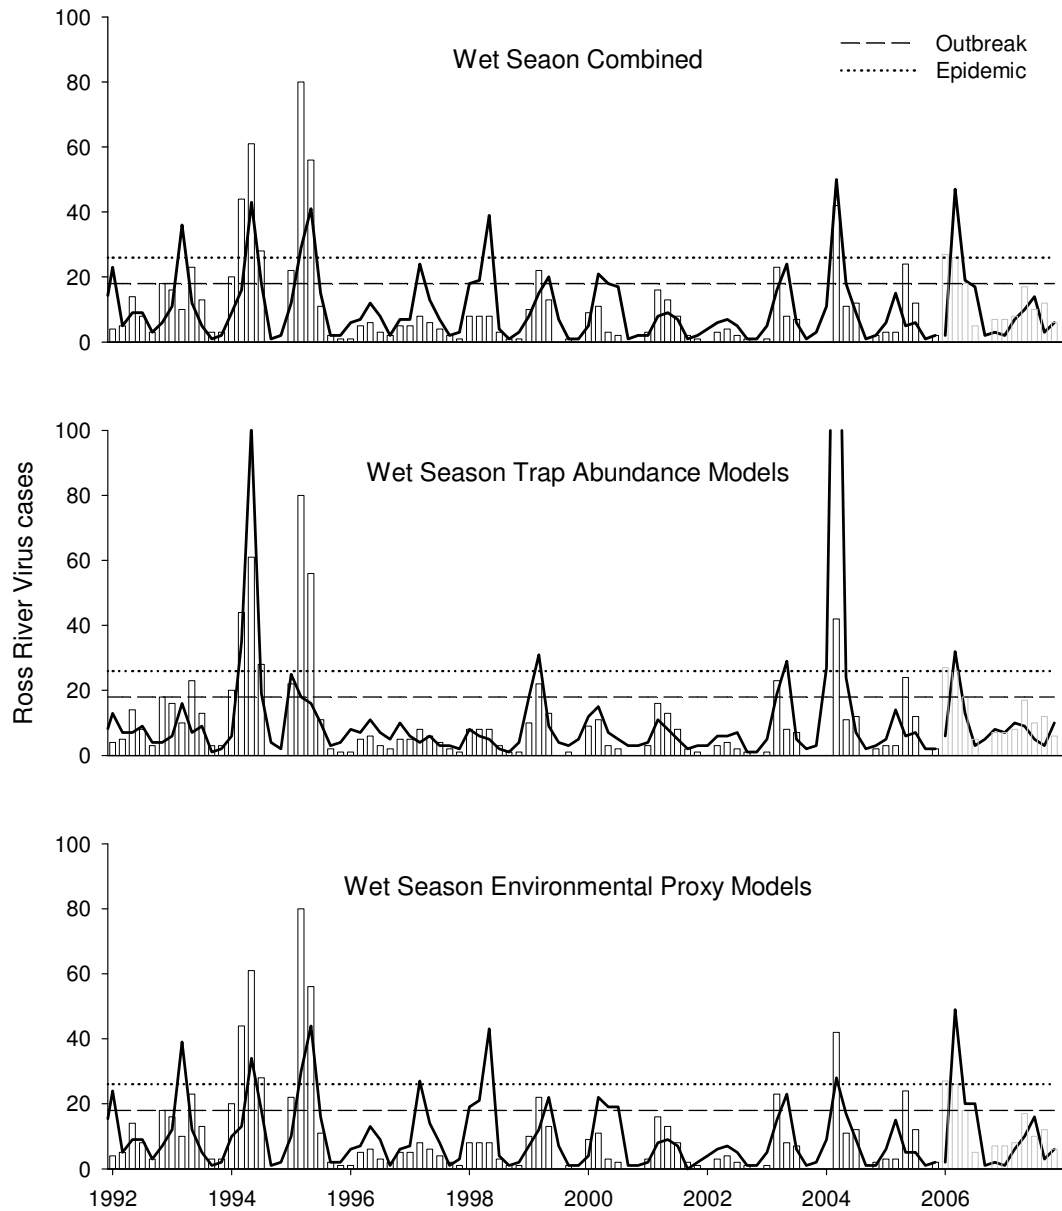 100
80
60
40
20
0
Wet Seaon Combined
Outbreak
Epidemic
Ross River Virus cases
100
80
60
40
20
0
Wet Season Trap Abundance Models
100
80
60
40
20
0
Wet Season Environmental Proxy Models
1992 1994 1996 1998 2000 2002 2004 2006